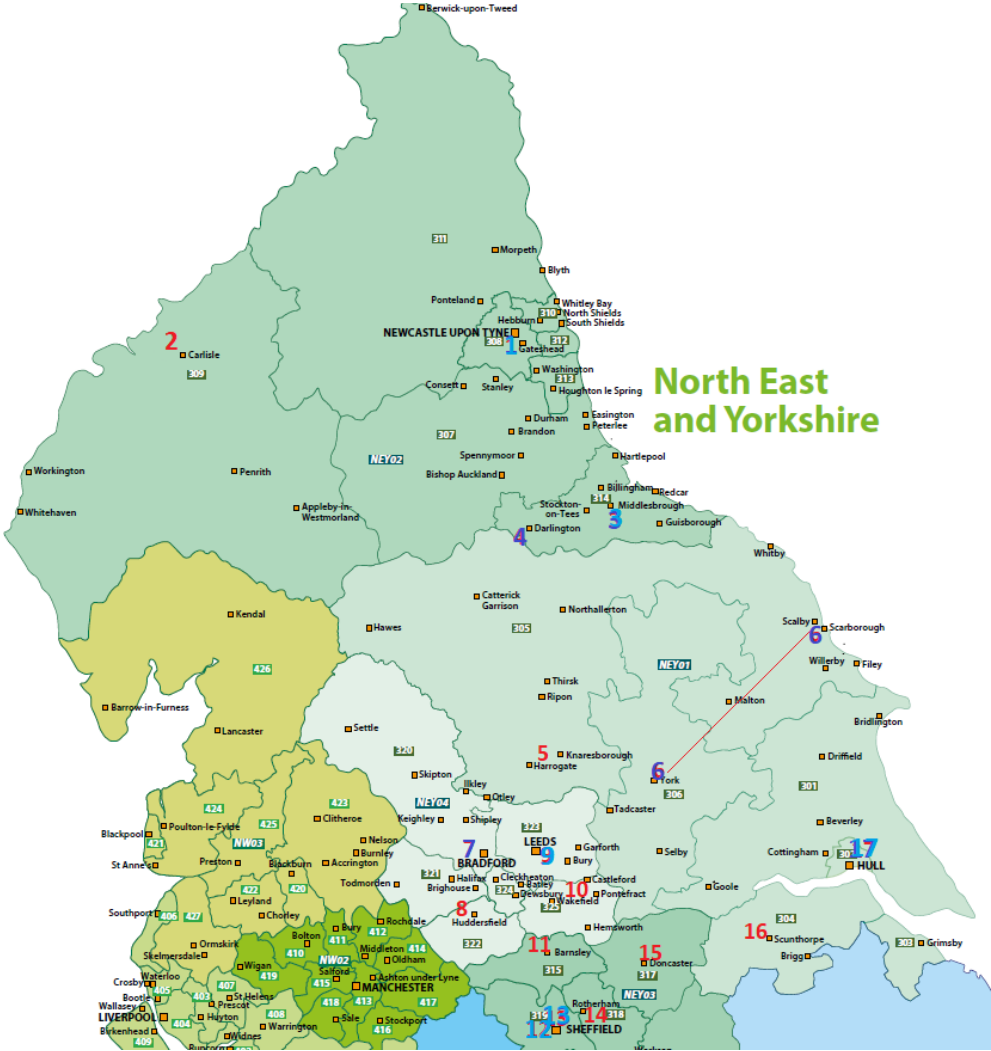 Berwick-upon-Tweed
311
Morpeth
Blyth
Ponteland
Whitley Bay
310
North Shields
Hebburn
South Shields
NEWCASTLE UPON TYNE
308
1
Gateshead
312
2
Carlisle
309
Washington
313
Consett
Stanley
Houghton le Spring
North East
and Yorkshire
Durham
Easington
Peterlee
307
Brandon
NEY02
Spennymoor
Hartlepool
Workington
Penrith
Bishop Auckland
Billingham
Redcar
314
Whitehaven
Appleby-in
Westmorland
Stockton-
on-Tees
Middlesbrough
3
Guisborough
4
Darlington
Whitby
Catterick
Garrison
Northallerton
Kendal
Hawes
305
Scalby
Scarborough
6
426
NEY01
Willerby
Filey
Thirsk
Ripon
Malton
Barrow-in-Furness
Bridlington
Lancaster
Settle
320
5
Knaresborough
Harrogate
Driffield
6
York
306
301
Skipton
Ilkley
Otley
424
423
NEY04
Tadcaster
Clitheroe
Keighley
Shipley
323
Beverley
Poulton-le-Fylde
425
Blackpool
421
NW03
Nelson
LEEDS
Garforth
Selby
Cottingham
17
HULL
St Anne's
Preston
Burnley
Accrington
7
BRADFORD
9
Bury
Blackburn
420
422
Todmorden
321
Halifax
Cleckheaton
Castleford
Goole
Leyland
Brighouse
324
Batley
Dewsbury
10
Pontefract
Southport
406
427
Chorley
8
Wakefield
325
Huddersfield
Hemsworth
304
Rochdale
412
Bury
411
Bolton
410
16
Scunthorpe
303
Grimsby
Ormskirk
Middleton
414
322
11
Barnsley
15
Doncaster
317
Brigg
Skelmersdale
NW02
Oldham
Wigan
419
Salford
415
Ashton under Lyne
315
Waterloo
Crosby
405
407
MANCHESTER
NEY03
Bootle
403
St Helens
Prescot
418
413
417
Rotherham
Wallasey
408
319
13
14
318
LIVERPOOL
404
Huyton
Sale
Stockport
416
12
SHEFFIELD
Birkenhead
409
Warrington
Widnes